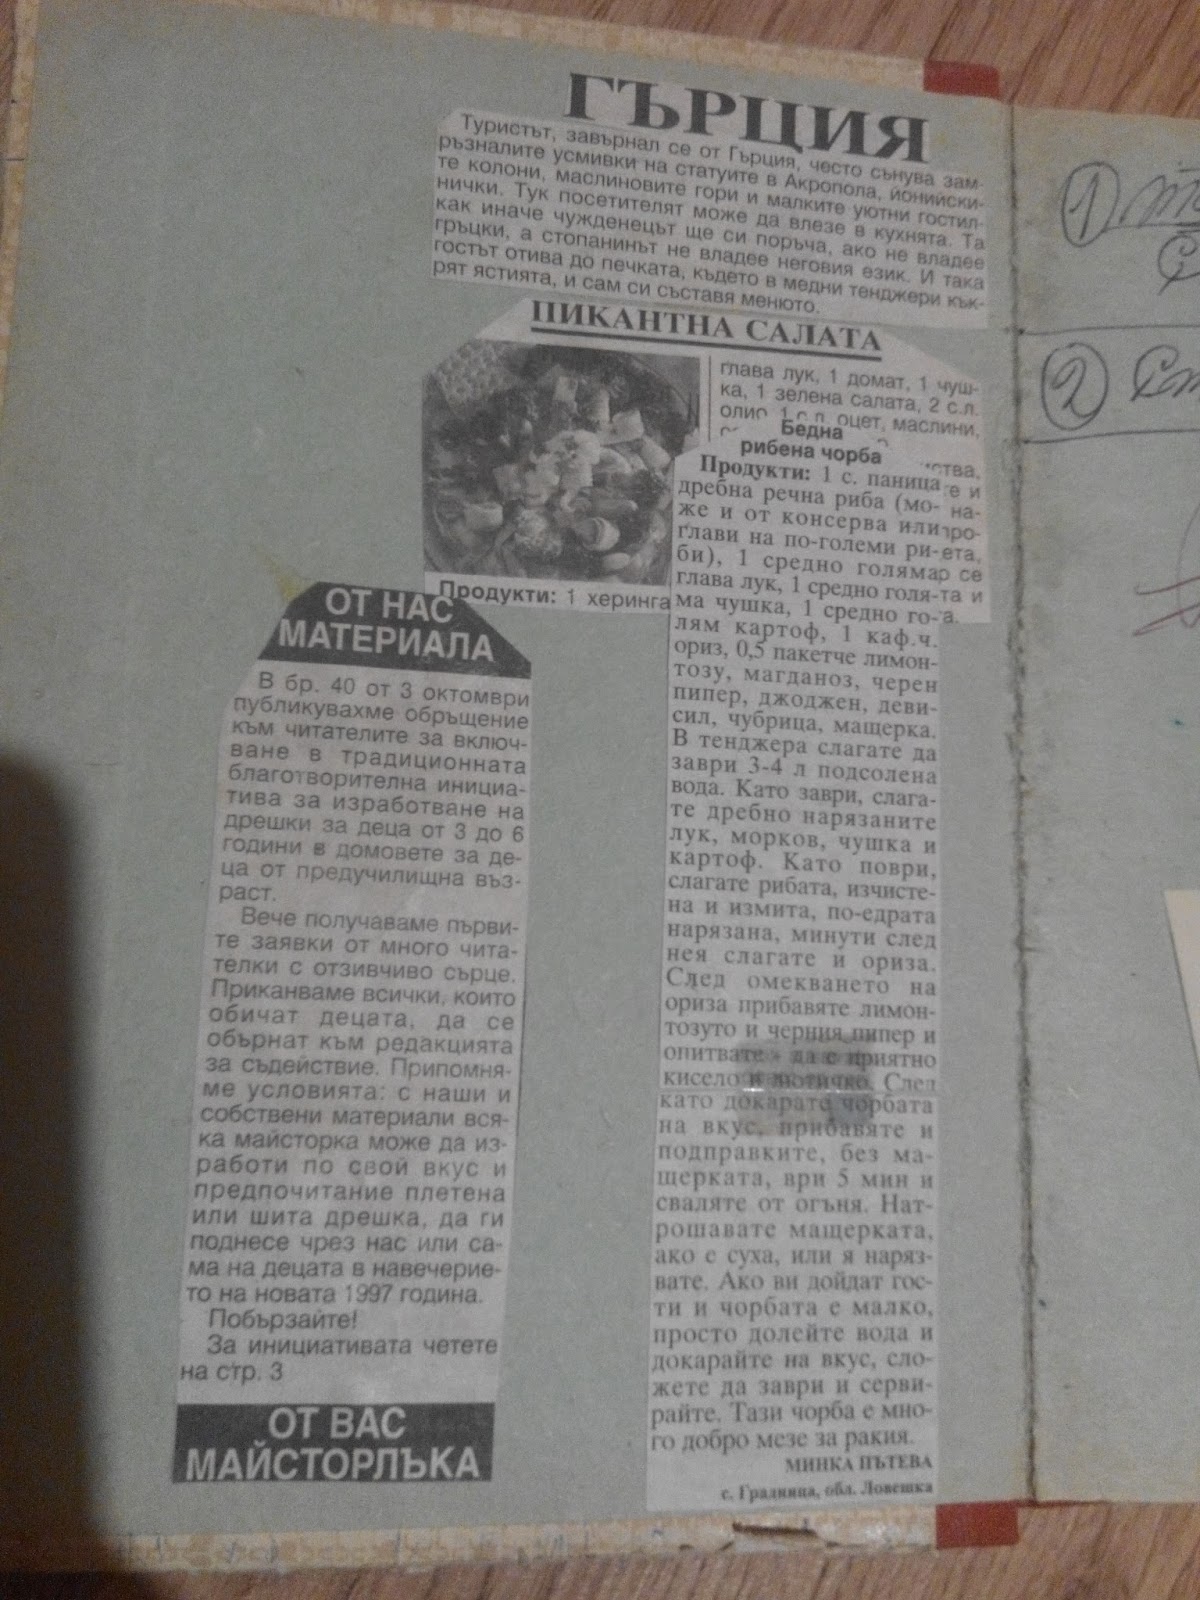 ГЪРЦИЯ
Туристът, завърнал се от Гърция, често сънува зам-
ръзналите усмивки на статуите в Акропола, йонийски-
те колони, маслиновите гори и малките уютни гостил-
нички. Тук посетителят може да влезе в кухнята. Та
как иначе чужденецът ще си поръча, ако не владее
гръцки, а стопанинът не владее неговия език. И така
гостът отива до печката, където в медни тенджери кък-
рят ястията, и сам си съставя менюто.
ПИКАНТНА САЛАТА
Продукти: 1 херинга
глава лук, 1 домат, 1 чуш-
ка, 1 зелена салата, 2 с.л.
олио 1 с.л. оцет, маслини,
Бедна
рибена чорба
Продукти: 1 с. паница
дребна речна риба (мо-
же и от консерва или
глави на по-големи ри-
би), 1 средно голяма
глава лук, 1 средно голя-
ма чушка, 1 средно го-
лям картоф, 1 каф.ч.
ориз, 0,5 пакетче лимон-
тозу, магданоз, черен
пипер, джоджен, деви-
сил, чубрица, мащерка.
В тенджера слагате да
заври 3-4 л подсолена
вода. Като заври, слага-
те дребно нарязаните
лук, морков, чушка и
картоф. Като поври,
слагате рибата, изчисте-
на и измита, по-едрата
нарязана, минути след
нея слагате и ориза.
След омекването на
ориза прибавяте лимон-
тозуто и черния пипер и
опитвате - да е приятно
кисело и лютичко. След
като докарате чорбата
на вкус, прибавяте и
подправките, без ма-
щерката, ври 5 мин и
сваляте от огъня. Нат-
рошавате мащерката,
ако е суха, или я наряз-
вате. Ако ви дойдат гос-
ти и чорбата е малко,
просто долейте вода и
докарайте на вкус, сло-
жете да заври и серви-
райте. Тази чорба е мно-
го добро мезе за ракия.
МИНКА ПЪТЕВА
с. Градница, обл. Ловешка
ОТ НАС
МАТЕРИАЛА
В бр. 40 от 3 октомври
публикувахме обръщение
към читателите за включ-
ване в традиционната
благотворителна инициа-
тива за изработване на
дрешки за деца от 3 до 6
години в домовете за де-
ца от предучилищна въз-
раст.
Вече получаваме първи-
те заявки от много чита-
телки с отзивчиво сърце.
Приканваме всички, които
обичат децата, да се
обърнат към редакцията
за съдействие. Припомня-
ме условията: с наши и
собствени материали вся-
ка майсторка може да из-
работи по свой вкус и
предпочитание плетена
или шита дрешка, да ги
поднесе чрез нас или са-
ма на децата в навечерие-
то на новата 1997 година.
Побързайте!
За инициативата четете
на стр. 3
ОТ ВАС
МАЙСТОРЛЪКА
1
2